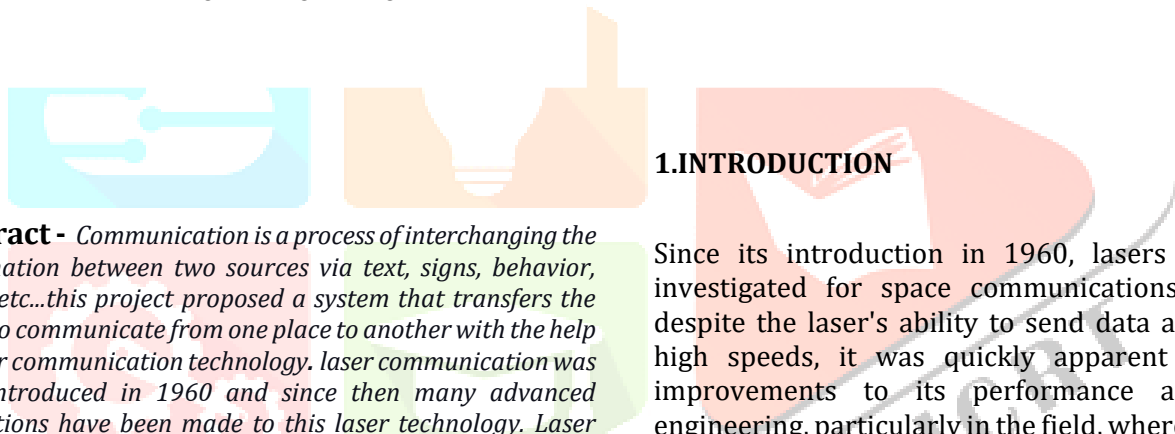 ract - Communication is a process of interchanging the
ation between two sources via text, signs, behavior,
etc...this project proposed a system that transfers the
o communicate from one place to another with the help
r communication technology. laser communication was
ntroduced in 1960 and since then many advanced
tions have been made to this laser technology. Laser
1.INTRODUCTION
Since its introduction in 1960, lasers
investigated for space communications
despite the laser's ability to send data a
high speeds, it was quickly apparent
improvements to its performance a
engineering, particularly in the field, wher